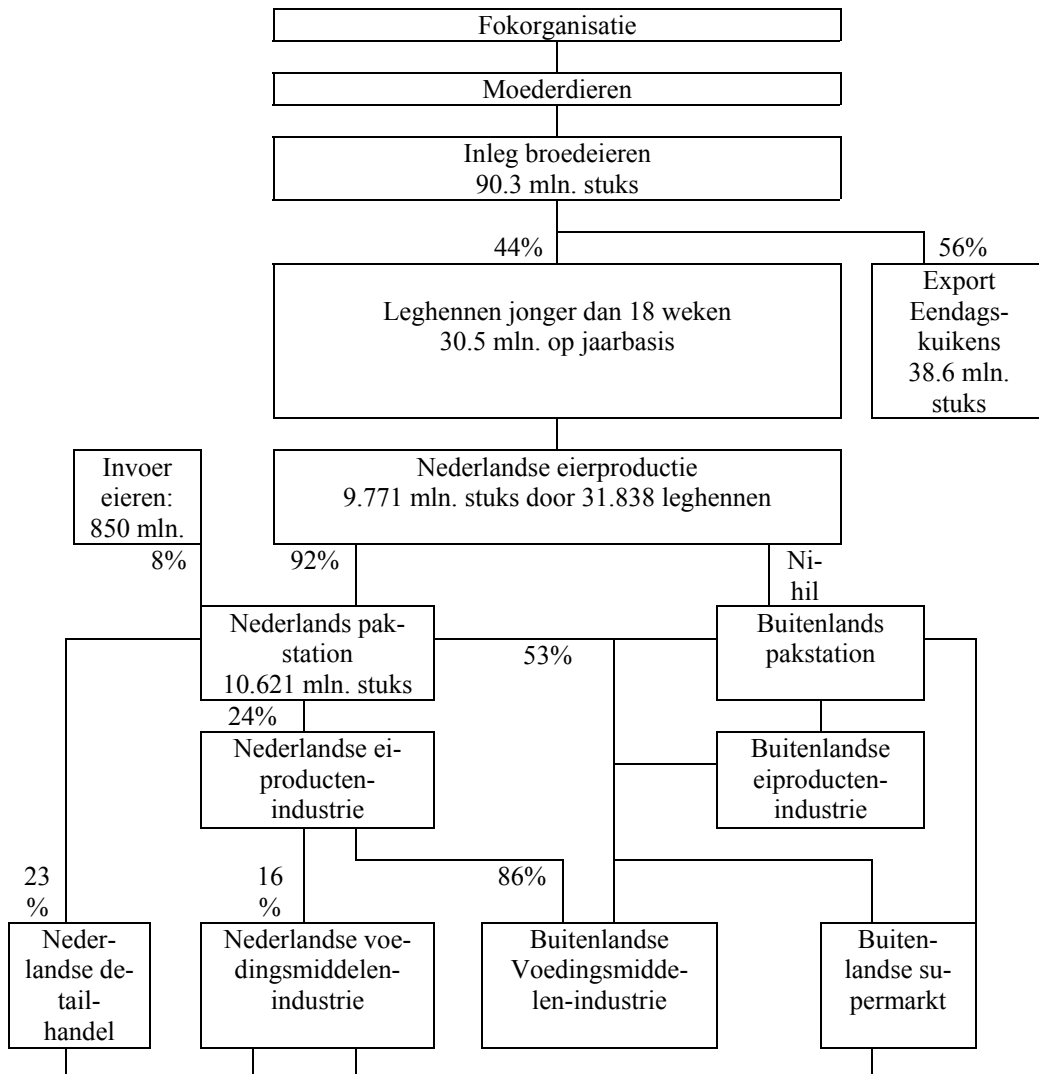 Fokorganisatie
Moederdieren
Inleg broedeieren
90.3 mln. stuks
44%
56%
Leghennen jonger dan 18 weken
30.5 mln. op jaarbasis
Export
Eendags-
kuikens
38.6 mln.
stuks
Invoer
eieren:
850 mln.
Nederlandse eierproductie
9.771 mln. stuks door 31.838 leghennen
8%
92%
Ni-
hil
Nederlands pak-
station
10.621 mln. stuks
53%
Buitenlands
pakstation
24%
Nederlandse ei-
producten-
industrie
Buitenlandse
eiproducten-
industrie
23
%
16
%
86%
Neder-
landse de-
tail-
handel
Nederlandse voe-
dingsmiddelen-
industrie
Buitenlandse
Voedingsmidde-
len-industrie
Buiten-
landse su-
permarkt